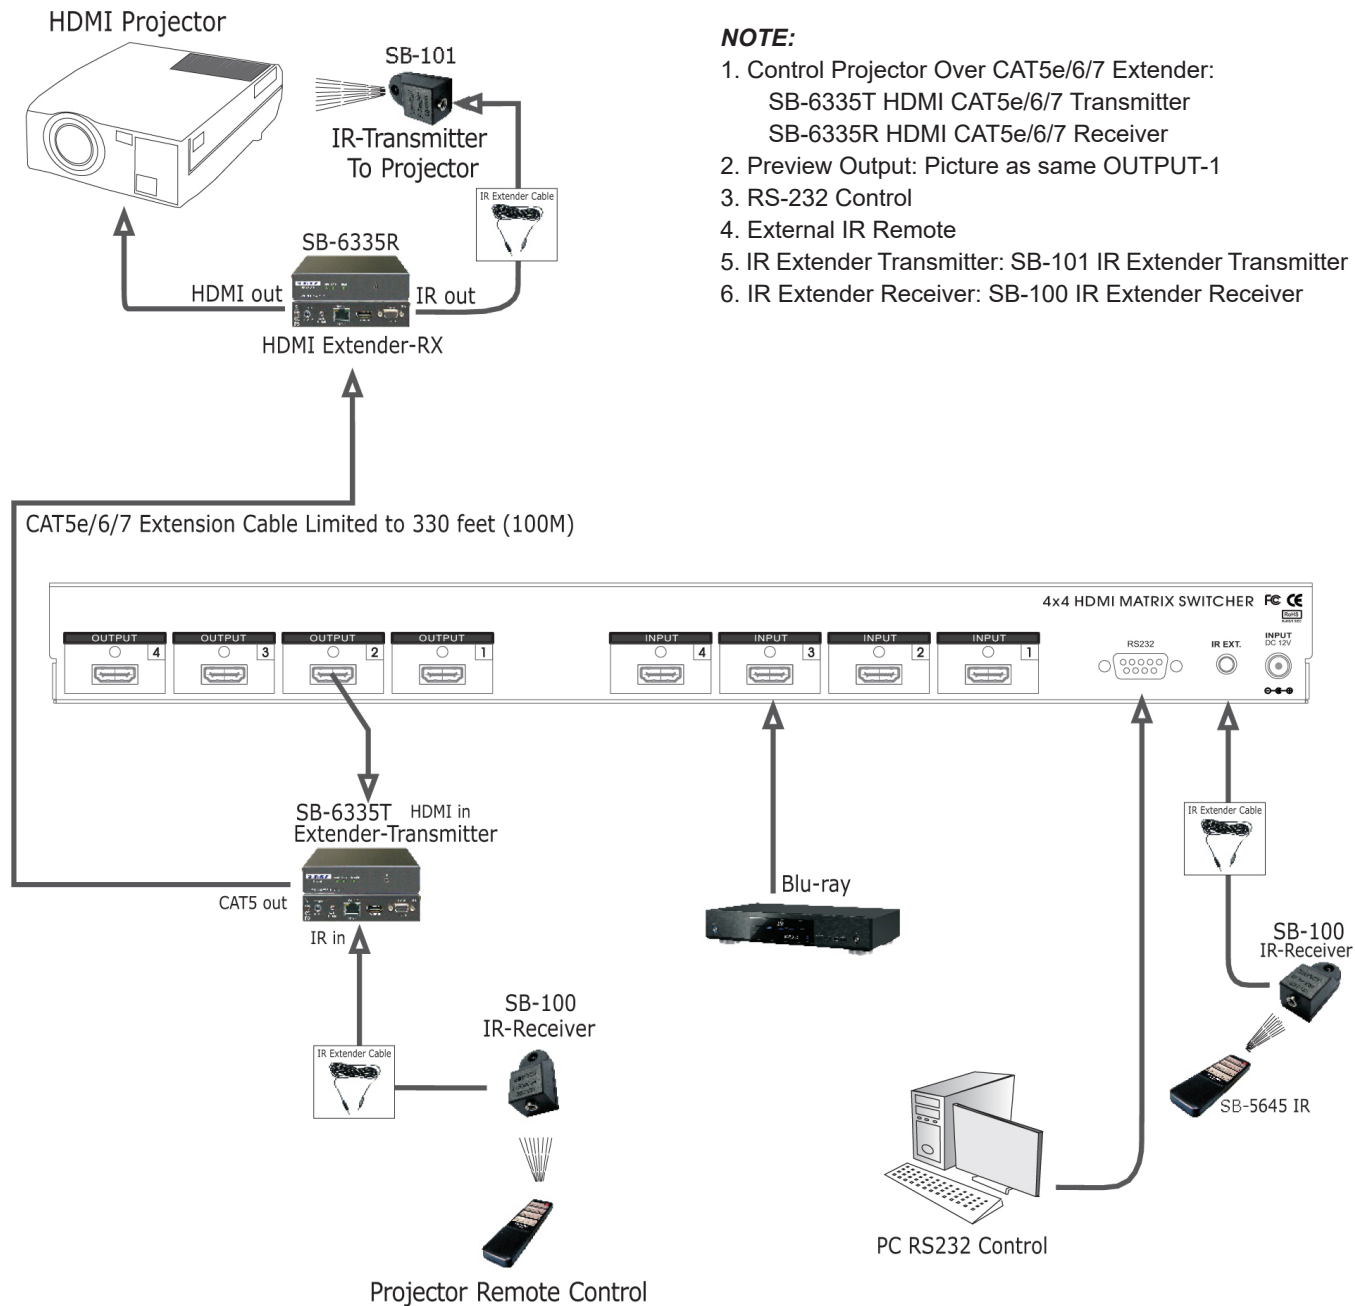 HDMI Projector
SB-101
IR-Transmitter
To Projector
IR Extender Cable
SB-6335R
HDMI out
IR out
HDMI Extender-RX
NOTE:
1. Control Projector Over CAT5e/6/7 Extender:
SB-6335T HDMI CAT5e/6/7 Transmitter
SB-6335R HDMI CAT5e/6/7 Receiver
2. Preview Output: Picture as same OUTPUT-1
3. RS-232 Control
4. External IR Remote
5. IR Extender Transmitter: SB-101 IR Extender Transmitter
6. IR Extender Receiver: SB-100 IR Extender Receiver
CAT5e/6/7 Extension Cable Limited to 330 feet (100M)
4x4 HDMI MATRIX SWITCHER FC CE
RoHS
OUTPUT
4
OUTPUT
3
OUTPUT
2
OUTPUT
1
INPUT
4
INPUT
3
INPUT
2
INPUT
1
RS232
IR EXT.
INPUT
DC 12V
SB-6335T HDMI in
Extender-Transmitter
CAT5 out
IR in
Blu-ray
IR Extender Cable
SB-100
IR-Receiver
SB-5645 IR
SB-100
IR-Receiver
IR Extender Cable
PC RS232 Control
Projector Remote Control